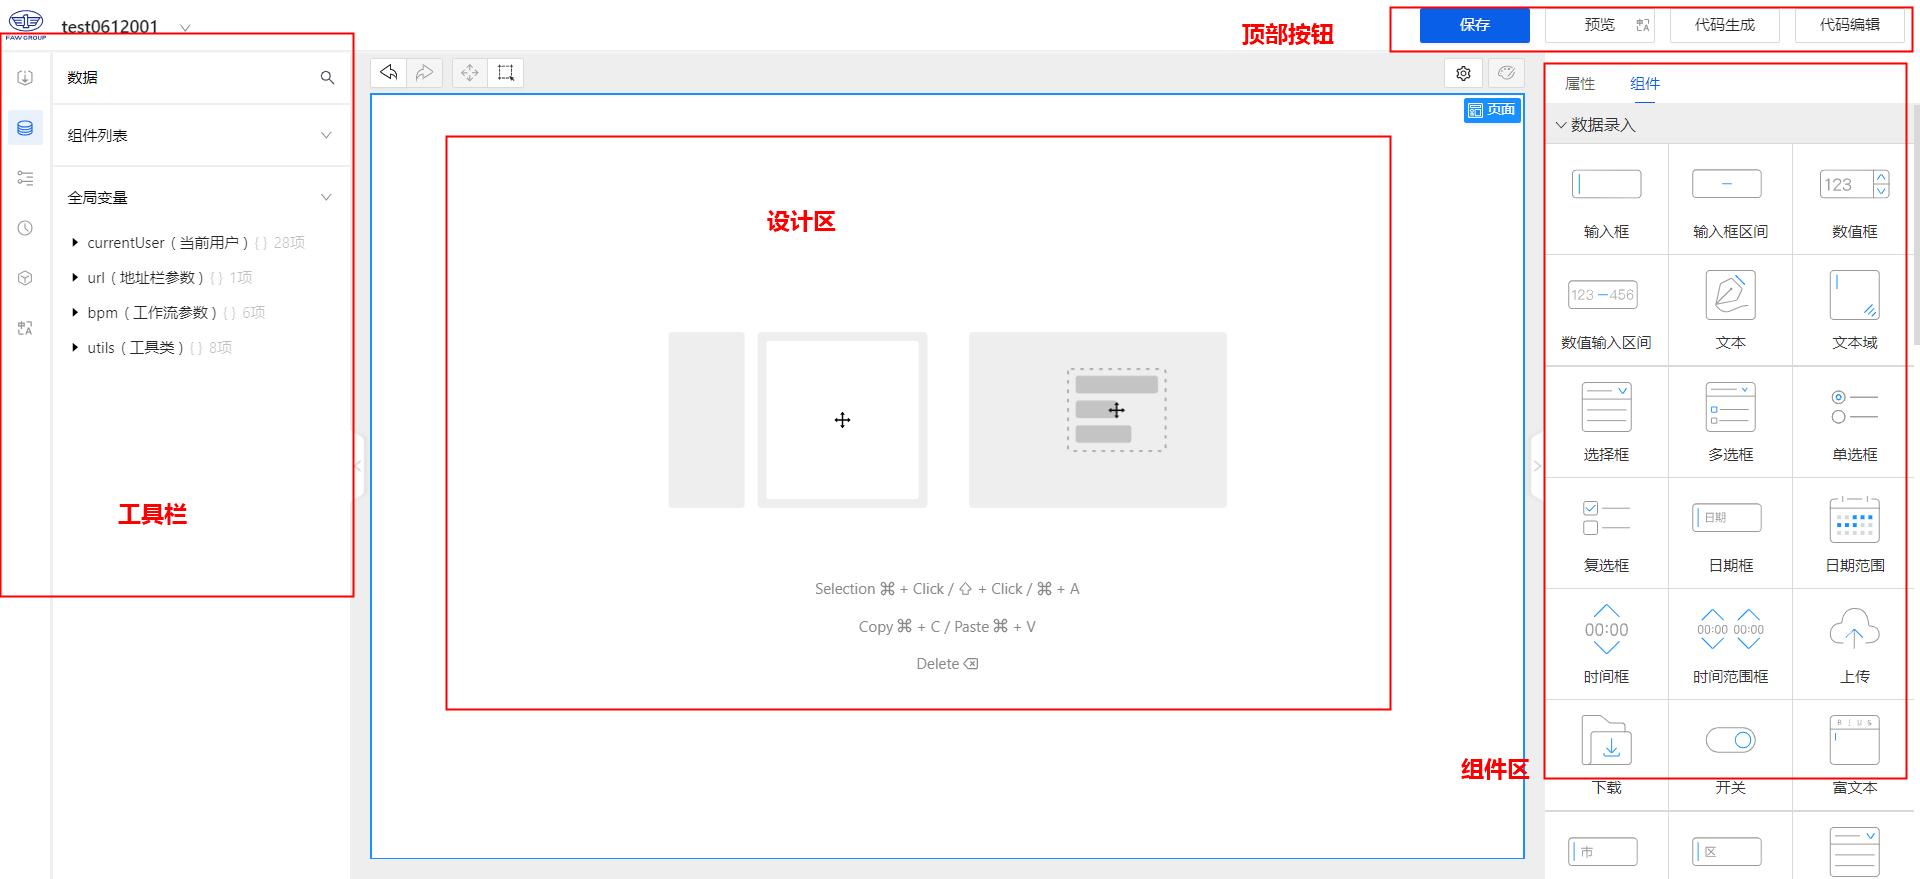 FAW GROUP
test0612001
顶部按钮
保存
预览
代码生成
代码编辑
数据
组件列表
全局变量
currentUser（当前用户）{ } 28项
url（地址栏参数）{ } 1项
bpm（工作流参数）{ } 6项
utils（工具类）{ } 8项
工具栏
页面
设计区
Selection ⌘ + Click / ⇧ + Click / ⌘ + A
Copy ⌘ + C / Paste ⌘ + V
Delete ⌫
组件区
属性
组件
数据录入
123
输入框
输入框区间
数值框
123 456
数值输入区间
文本
文本域
选择框
多选框
单选框
日期
复选框
日期框
日期范围
00:00
00:00 00:00
时间框
时间范围框
上传
B I U S
下载
开关
富文本
市
区